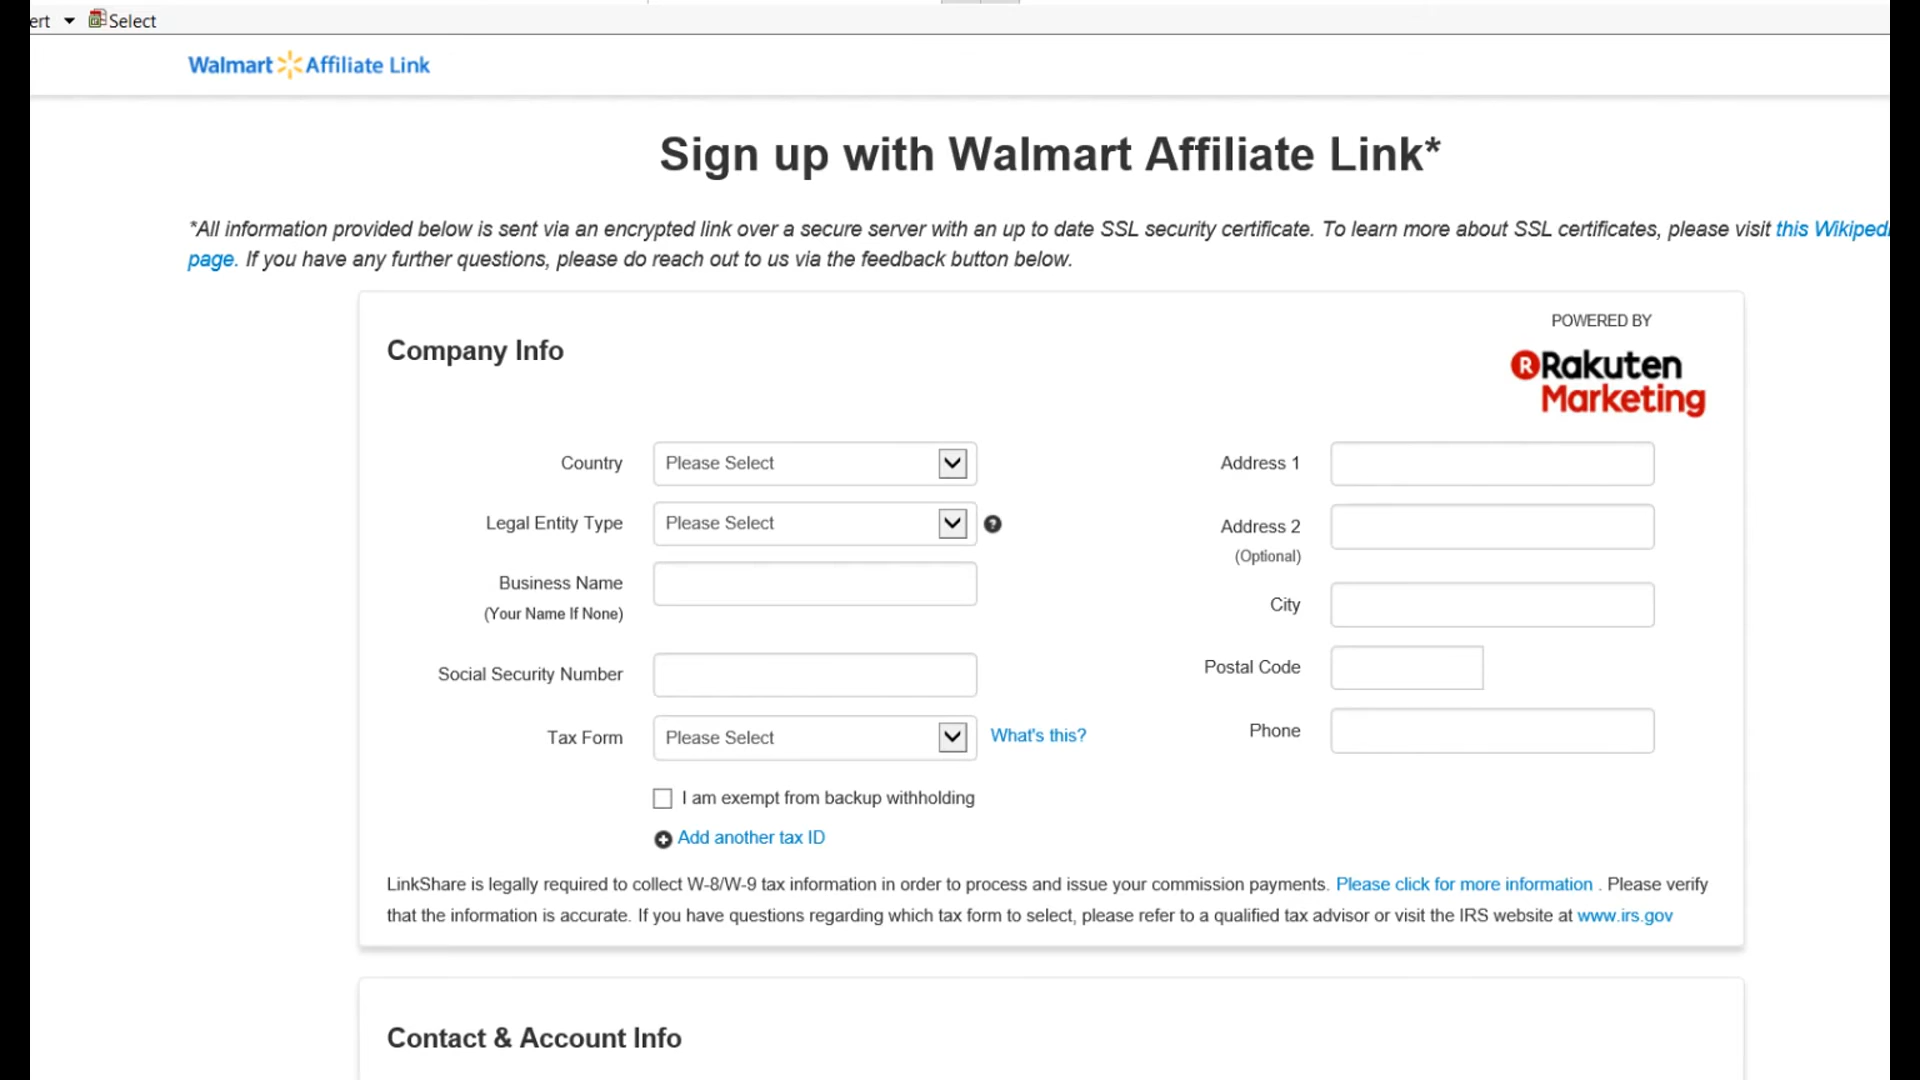 ert Select
Walmart Affiliate Link
Sign up with Walmart Affiliate Link*
*All information provided below is sent via an encrypted link over a secure server with an up to date SSL security certificate. To learn more about SSL certificates, please visit this Wikiped
page. If you have any further questions, please do reach out to us via the feedback button below.
Company Info
POWERED BY
R Rakuten
Marketing
Country Please Select
Legal Entity Type Please Select ?
Business Name
(Your Name If None)
Social Security Number
Tax Form Please Select What's this?
I am exempt from backup withholding
Add another tax ID
Address 1
Address 2
(Optional)
City
Postal Code
Phone
LinkShare is legally required to collect W-8/W-9 tax information in order to process and issue your commission payments. Please click for more information . Please verify
that the information is accurate. If you have questions regarding which tax form to select, please refer to a qualified tax advisor or visit the IRS website at www.irs.gov
Contact & Account Info